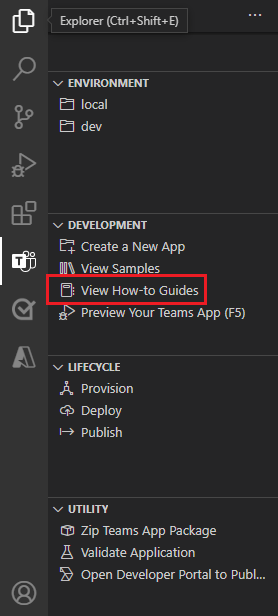 Explorer (Ctrl+Shift+E)
...
ENVIRONMENT
local
dev
DEVELOPMENT
Create a New App
View Samples
View How-to Guides
Preview Your Teams App (F5)
LIFECYCLE
Provision
Deploy
Publish
UTILITY
Zip Teams App Package
Validate Application
Open Developer Portal to Publ...